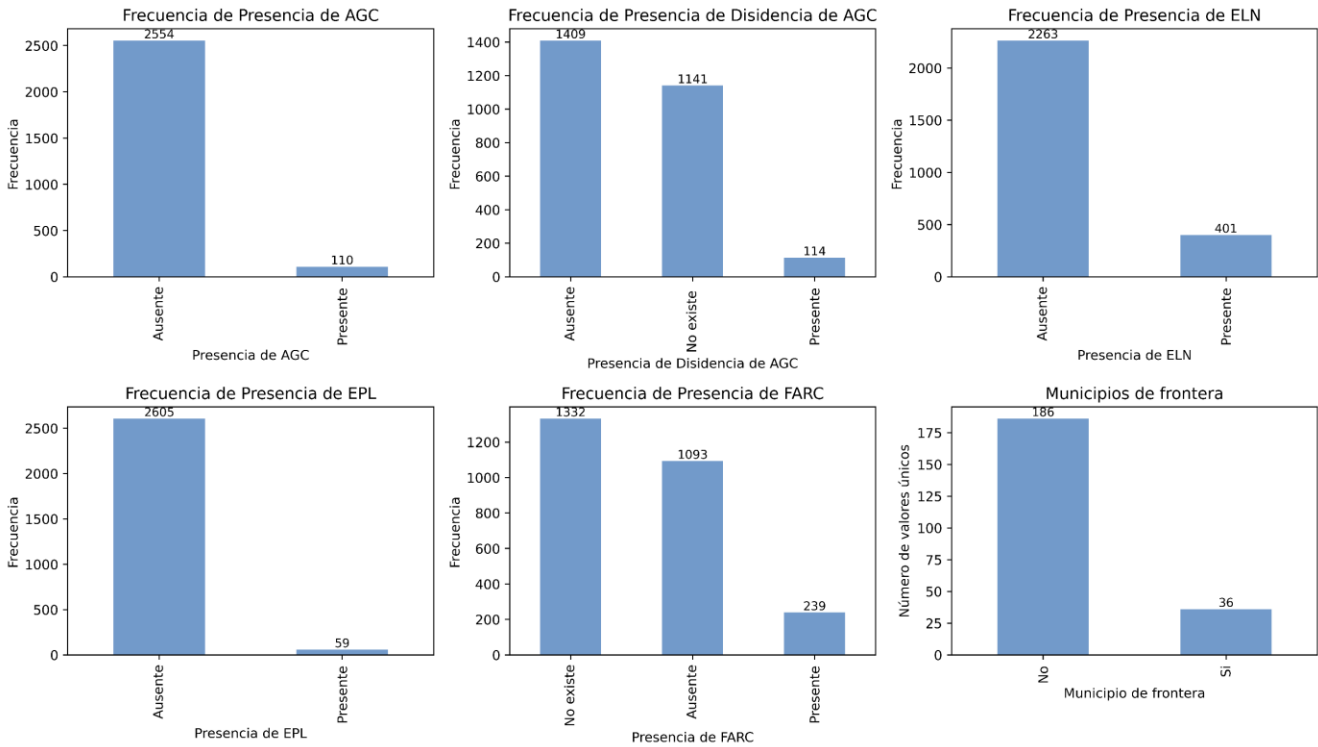 Frecuencia de Presencia de AGC
2554
2500
2000
1500
1000
500
0
110
Frecuencia
Ausente
Presente
Presencia de AGC
Frecuencia de Presencia de Disidencia de AGC
1409
1400
1200
1141
1000
800
600
400
200
0
114
Frecuencia
Ausente
No existe
Presente
Presencia de Disidencia de AGC
Frecuencia de Presencia de ELN
2263
2000
1500
1000
500
0
401
Frecuencia
Ausente
Presente
Presencia de ELN
Frecuencia de Presencia de EPL
2605
2500
2000
1500
1000
500
0
59
Frecuencia
Ausente
Presente
Presencia de EPL
Frecuencia de Presencia de FARC
1332
1200
1093
1000
800
600
400
200
0
239
Frecuencia
No existe
Ausente
Presente
Presencia de FARC
Municipios de frontera
186
175
150
125
100
75
50
25
0
36
Número de valores únicos
No
Si
Municipio de frontera